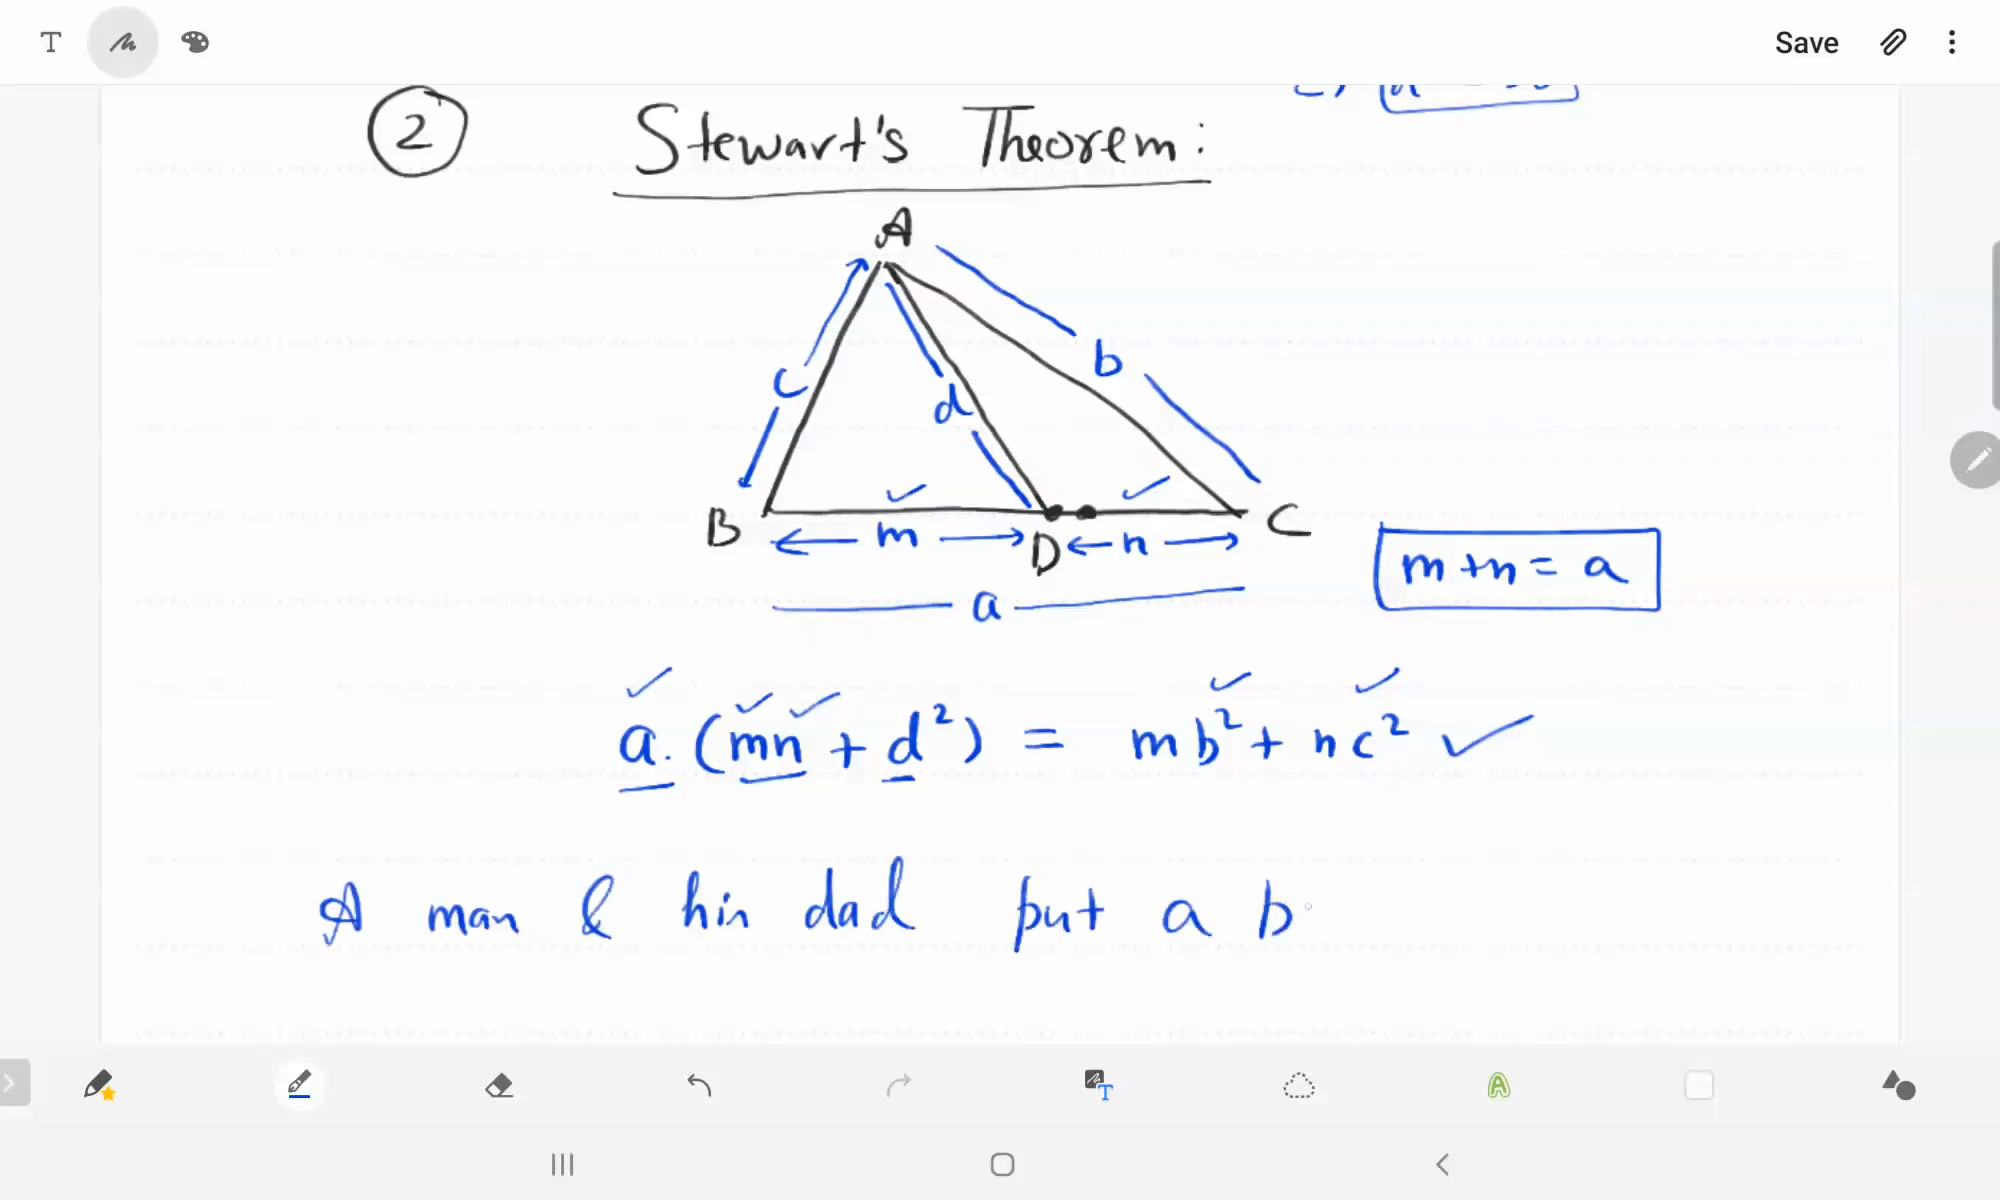 T Save
② Stewart's Theorem:
A
c d b
B m D n C
a
m+n = a
a. (mn + d²) = mb² + nc²
A man & his dad put a b